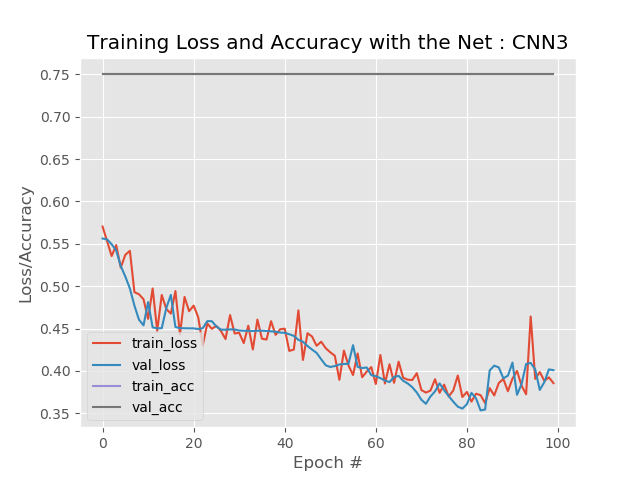 Training Loss and Accuracy with the Net : CNN3
0.75
0.70
0.65
0.60
0.55
0.50
0.45
0.40
0.35
Loss/Accuracy
train_loss
val_loss
train_acc
val_acc
0 20 40 60 80 100
Epoch #